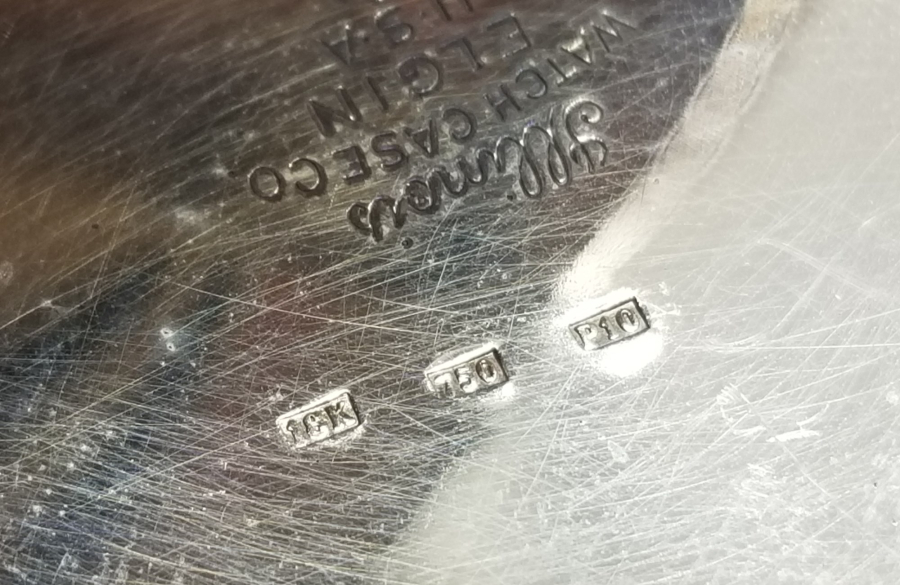 Illinois
WATCH CASE CO.
ELGIN
U.S.A.
18K
750
P10